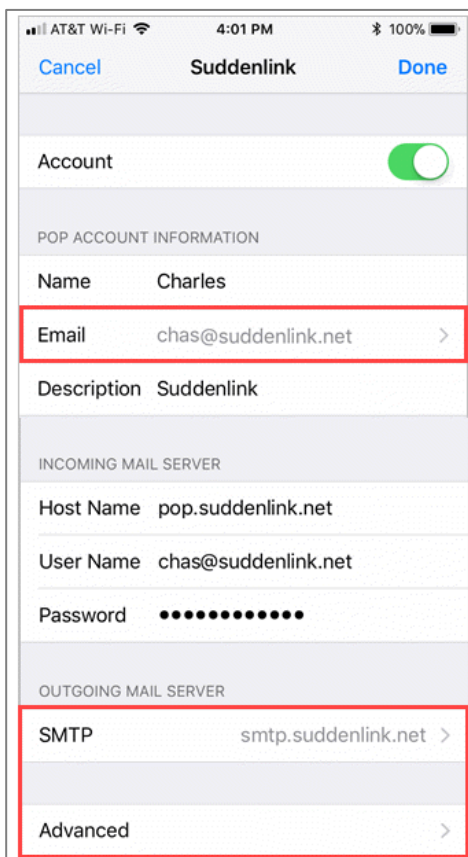 AT&T Wi-Fi 4:01 PM 100%
Cancel Suddenlink Done
Account
POP ACCOUNT INFORMATION
Name Charles
Email chas@suddenlink.net
Description Suddenlink
INCOMING MAIL SERVER
Host Name pop.suddenlink.net
User Name chas@suddenlink.net
Password ●●●●●●●●●●●●
OUTGOING MAIL SERVER
SMTP smtp.suddenlink.net
Advanced